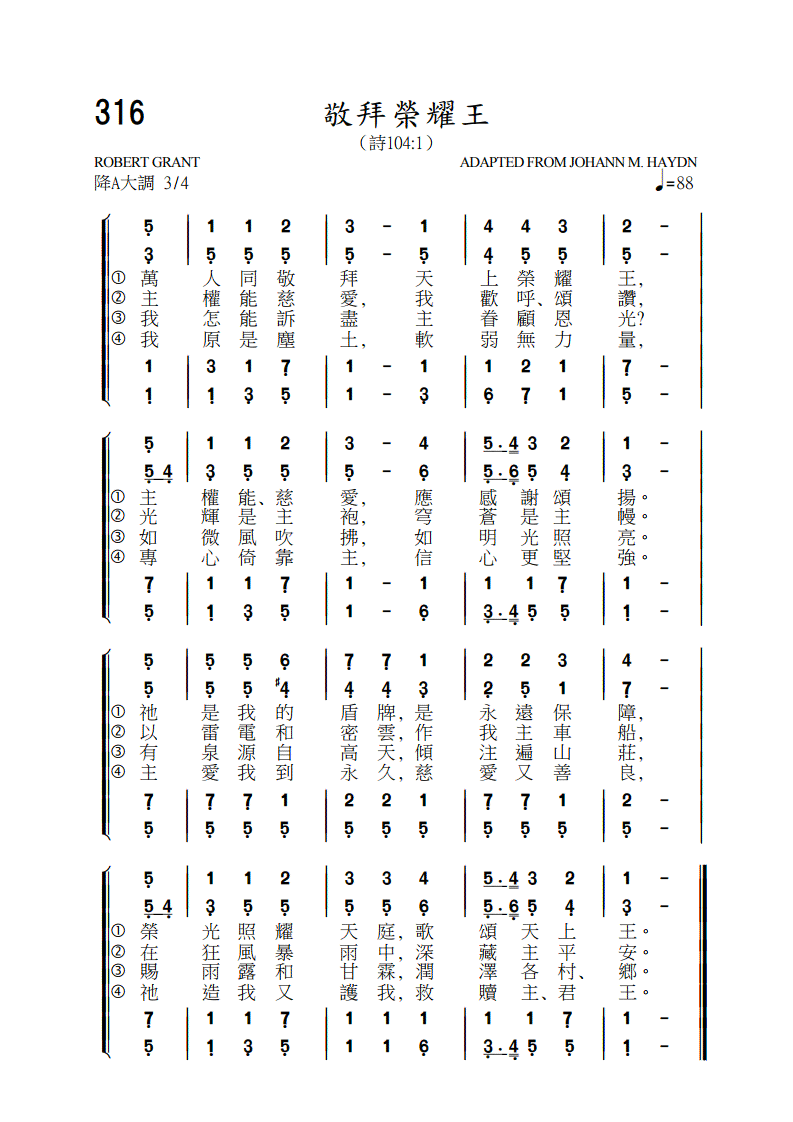 316
敬拜榮耀王
（詩104:1）
ROBERT GRANT ADAPTED FROM JOHANN M. HAYDN
降A大調 3/4 ♩=88
5̣ | 1 1 2 | 3 - 1 | 4 4 3 | 2 - |
3̣ | 5̣ 5̣ 5̣ | 5̣ - 5̣ | 4̣ 5̣ 5̣ | 5̣ - |
① 萬 人 同 敬 拜 天 上 榮 耀 王,
② 主 權 能 慈 愛, 我 歡 呼、頌 讚,
③ 我 怎 能 訴 盡 主 眷 顧 恩 光?
④ 我 原 是 塵 土, 軟 弱 無 力 量,
1 | 3 1 7̣ | 1 - 1 | 1 2 1 | 7̣ - |
1̣ | 1̣ 3̣ 5̣ | 1 - 3̣ | 6̣ 7̣ 1 | 5̣ - |
5̣ | 1 1 2 | 3 - 4 | 5.4 3 2 | 1 - |
5̣ 4̣ | 3̣ 5̣ 5̣ | 5̣ - 6̣ | 5̣.6̣ 5̣ 4̣ | 3̣ - |
① 主 權 能、慈 愛, 應 感 謝 頌 揚。
② 光 輝 是 主 袍, 穹 蒼 是 主 幔。
③ 如 微 風 吹 拂, 如 明 光 照 亮。
④ 專 心 倚 靠 主, 信 心 更 堅 強。
7̣ | 1 1 7̣ | 1 - 1 | 1 1 7̣ | 1 - |
5̣ | 1̣ 3̣ 5̣ | 1 - 6̣ | 3̣.4̣ 5̣ 5̣ | 1̣ - |
5̣ | 5̣ 5̣ 6̣ | 7̣ 7̣ 1 | 2 2 3 | 4 - |
5̣ | 5̣ 5̣ ♯4̣ | 4̣ 4̣ 3̣ | 2̣ 5̣ 1 | 7̣ - |
① 祂 是 我 的 盾 牌, 是 永 遠 保 障,
② 以 雷 電 和 密 雲, 作 我 主 車 船,
③ 有 泉 源 自 高 天, 傾 注 遍 山 莊,
④ 主 愛 我 到 永 久, 慈 愛 又 善 良,
7̣ | 7̣ 7̣ 1 | 2 2 1 | 7̣ 7̣ 1 | 2 - |
5̣ | 5̣ 5̣ 5̣ | 5̣ 5̣ 5̣ | 5̣ 5̣ 5̣ | 5̣ - |
5̣ | 1 1 2 | 3 3 4 | 5.4 3 2 | 1 - |
5̣ 4̣ | 3̣ 5̣ 5̣ | 5̣ 5̣ 6̣ | 5̣.6̣ 5̣ 4̣ | 3̣ - |
① 榮 光 照 耀 天 庭, 歌 頌 天 上 王。
② 在 狂 風 暴 雨 中, 深 藏 主 平 安。
③ 賜 雨 露 和 甘 霖, 潤 澤 各 村、鄉。
④ 祂 造 我 又 護 我, 救 贖 主、君 王。
7̣ | 1 1 7̣ | 1 1 1 | 1 1 7̣ | 1 - |
5̣ | 1̣ 3̣ 5̣ | 1 1 6̣ | 3̣.4̣ 5̣ 5̣ | 1̣ - |